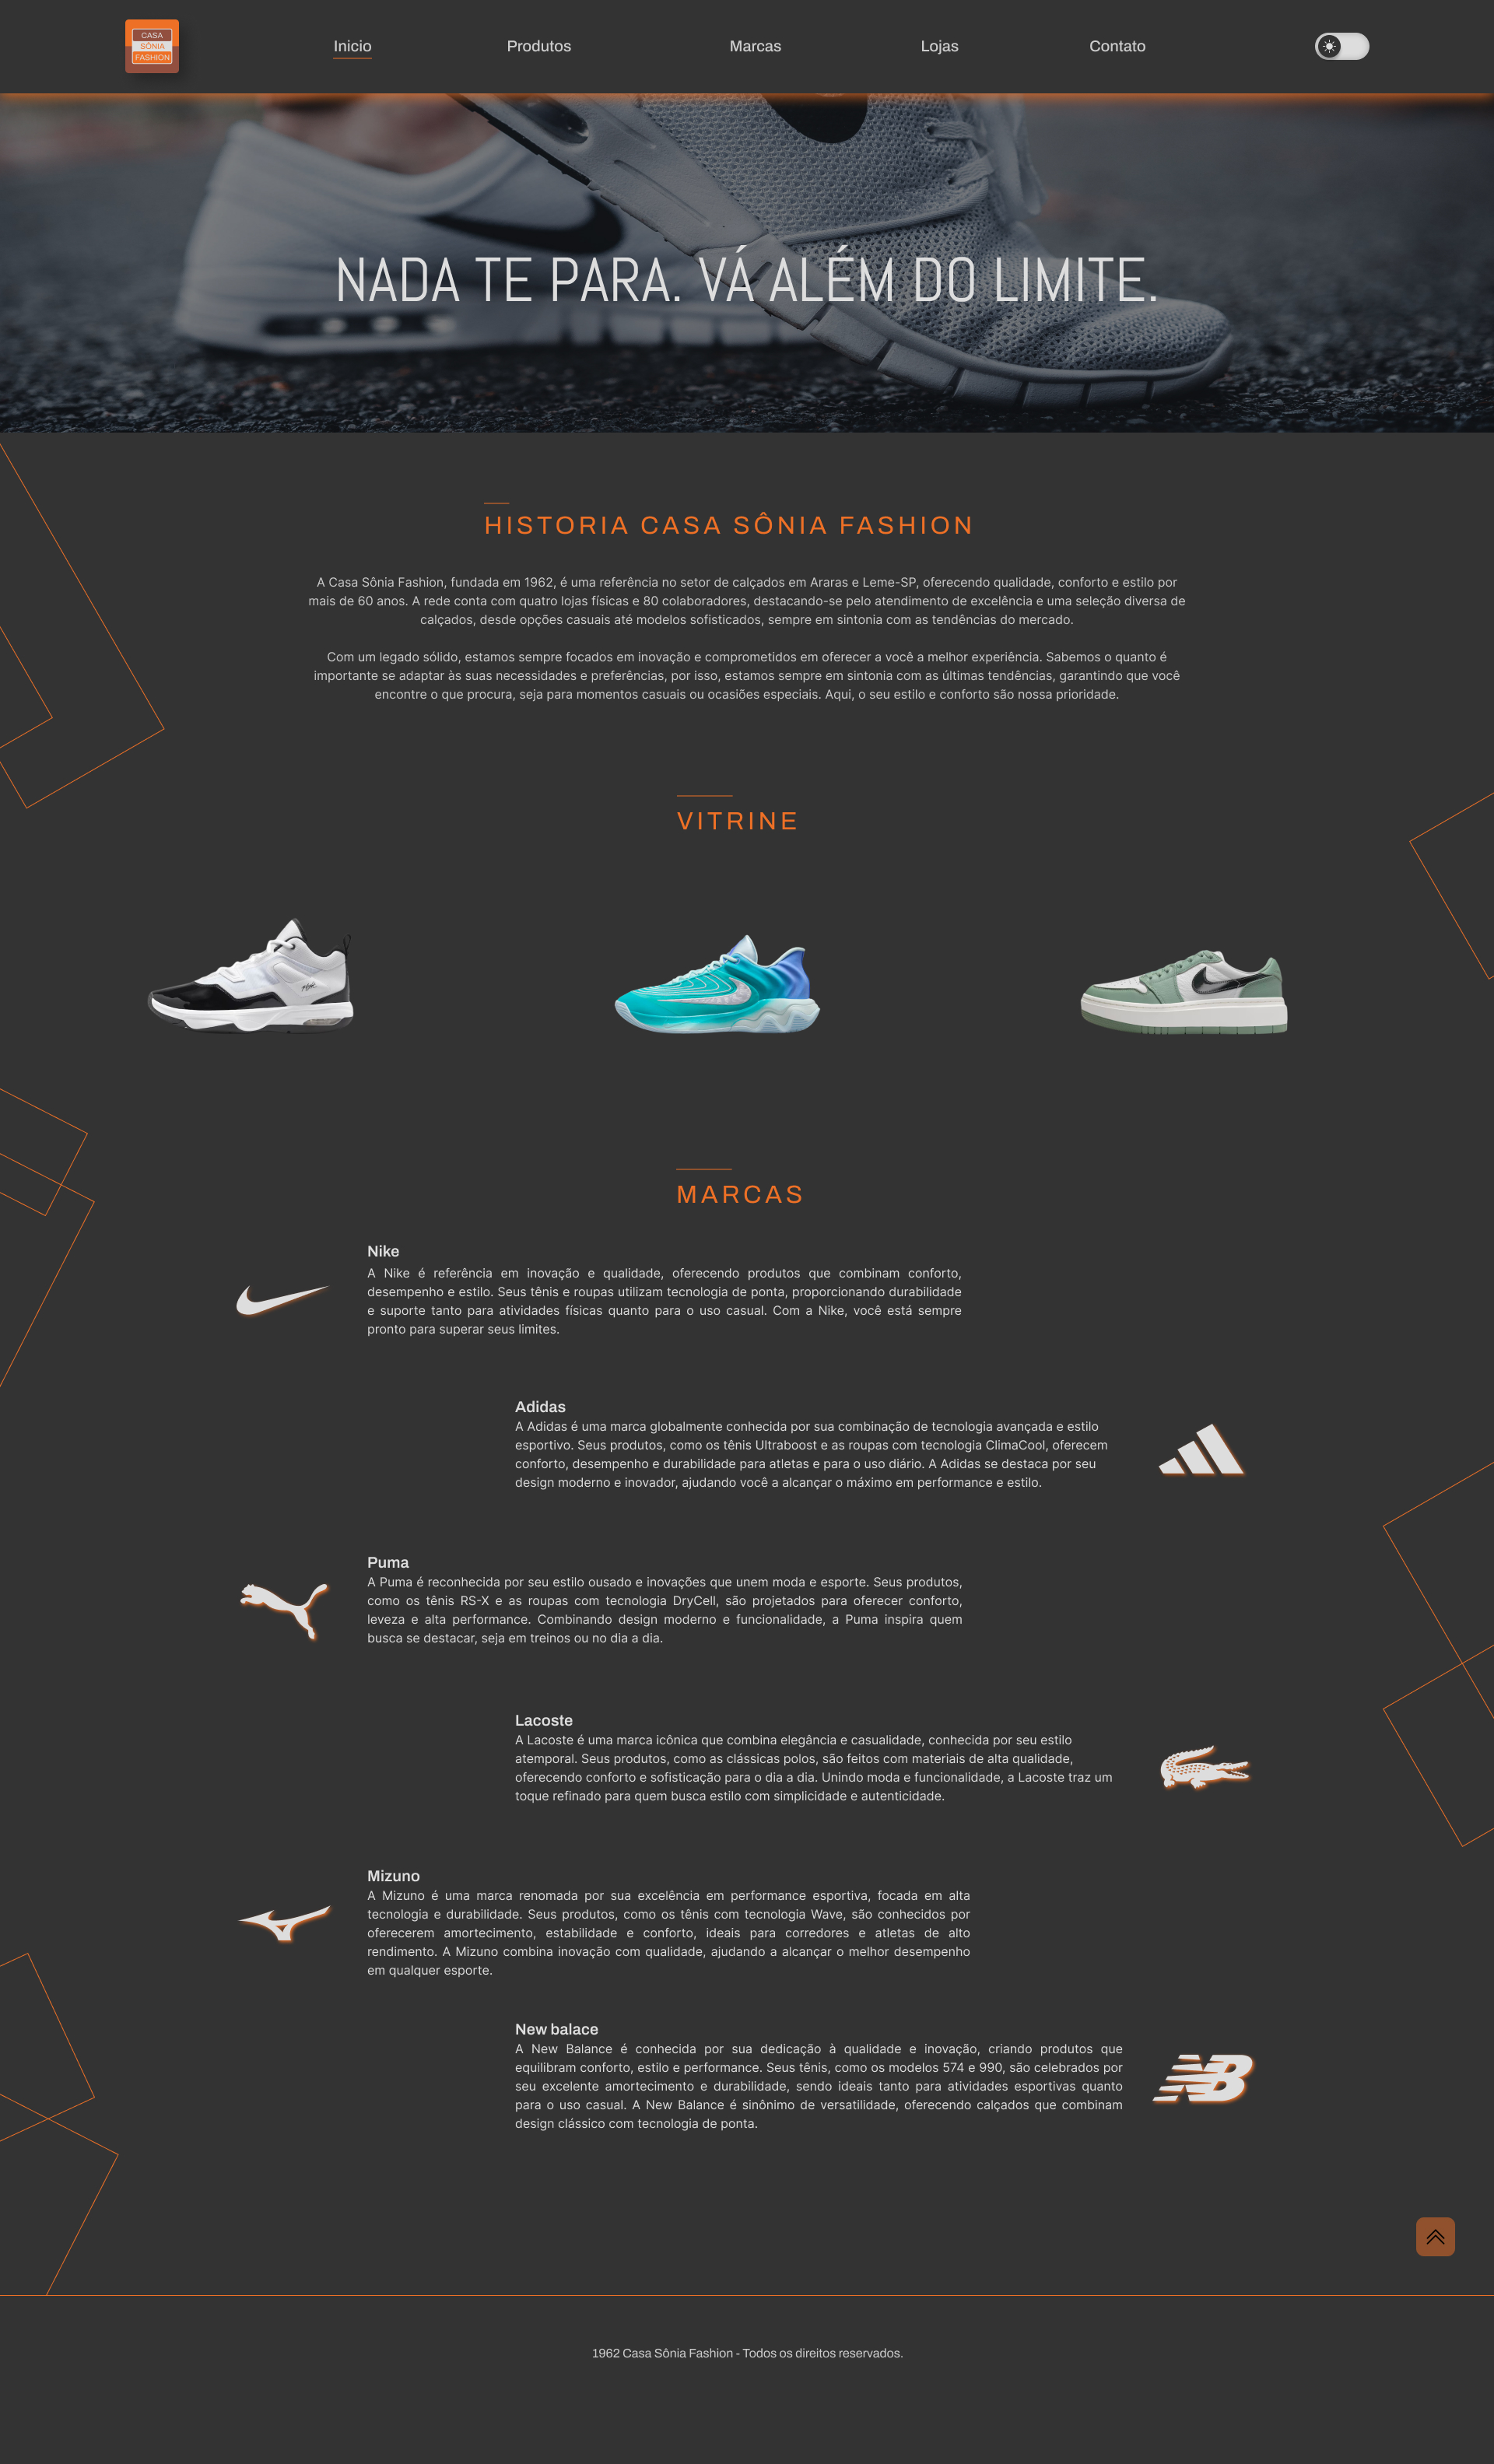 CASA
SÔNIA
FASHION
Inicio
Produtos
Marcas
Lojas
Contato
NADA TE PARA. VÁ ALÉM DO LIMITE.
HISTORIA CASA SÔNIA FASHION
A Casa Sônia Fashion, fundada em 1962, é uma referência no setor de calçados em Araras e Leme-SP, oferecendo qualidade, conforto e estilo por
mais de 60 anos. A rede conta com quatro lojas físicas e 80 colaboradores, destacando-se pelo atendimento de excelência e uma seleção diversa de
calçados, desde opções casuais até modelos sofisticados, sempre em sintonia com as tendências do mercado.
Com um legado sólido, estamos sempre focados em inovação e comprometidos em oferecer a você a melhor experiência. Sabemos o quanto é
importante se adaptar às suas necessidades e preferências, por isso, estamos sempre em sintonia com as últimas tendências, garantindo que você
encontre o que procura, seja para momentos casuais ou ocasiões especiais. Aqui, o seu estilo e conforto são nossa prioridade.
VITRINE
MARCAS
Nike
A Nike é referência em inovação e qualidade, oferecendo produtos que combinam conforto,
desempenho e estilo. Seus tênis e roupas utilizam tecnologia de ponta, proporcionando durabilidade
e suporte tanto para atividades físicas quanto para o uso casual. Com a Nike, você está sempre
pronto para superar seus limites.
Adidas
A Adidas é uma marca globalmente conhecida por sua combinação de tecnologia avançada e estilo
esportivo. Seus produtos, como os tênis Ultraboost e as roupas com tecnologia ClimaCool, oferecem
conforto, desempenho e durabilidade para atletas e para o uso diário. A Adidas se destaca por seu
design moderno e inovador, ajudando você a alcançar o máximo em performance e estilo.
Puma
A Puma é reconhecida por seu estilo ousado e inovações que unem moda e esporte. Seus produtos,
como os tênis RS-X e as roupas com tecnologia DryCell, são projetados para oferecer conforto,
leveza e alta performance. Combinando design moderno e funcionalidade, a Puma inspira quem
busca se destacar, seja em treinos ou no dia a dia.
Lacoste
A Lacoste é uma marca icônica que combina elegância e casualidade, conhecida por seu estilo
atemporal. Seus produtos, como as clássicas polos, são feitos com materiais de alta qualidade,
oferecendo conforto e sofisticação para o dia a dia. Unindo moda e funcionalidade, a Lacoste traz um
toque refinado para quem busca estilo com simplicidade e autenticidade.
Mizuno
A Mizuno é uma marca renomada por sua excelência em performance esportiva, focada em alta
tecnologia e durabilidade. Seus produtos, como os tênis com tecnologia Wave, são conhecidos por
oferecerem amortecimento, estabilidade e conforto, ideais para corredores e atletas de alto
rendimento. A Mizuno combina inovação com qualidade, ajudando a alcançar o melhor desempenho
em qualquer esporte.
New balace
A New Balance é conhecida por sua dedicação à qualidade e inovação, criando produtos que
equilibram conforto, estilo e performance. Seus tênis, como os modelos 574 e 990, são celebrados por
seu excelente amortecimento e durabilidade, sendo ideais tanto para atividades esportivas quanto
para o uso casual. A New Balance é sinônimo de versatilidade, oferecendo calçados que combinam
design clássico com tecnologia de ponta.
1962 Casa Sônia Fashion - Todos os direitos reservados.